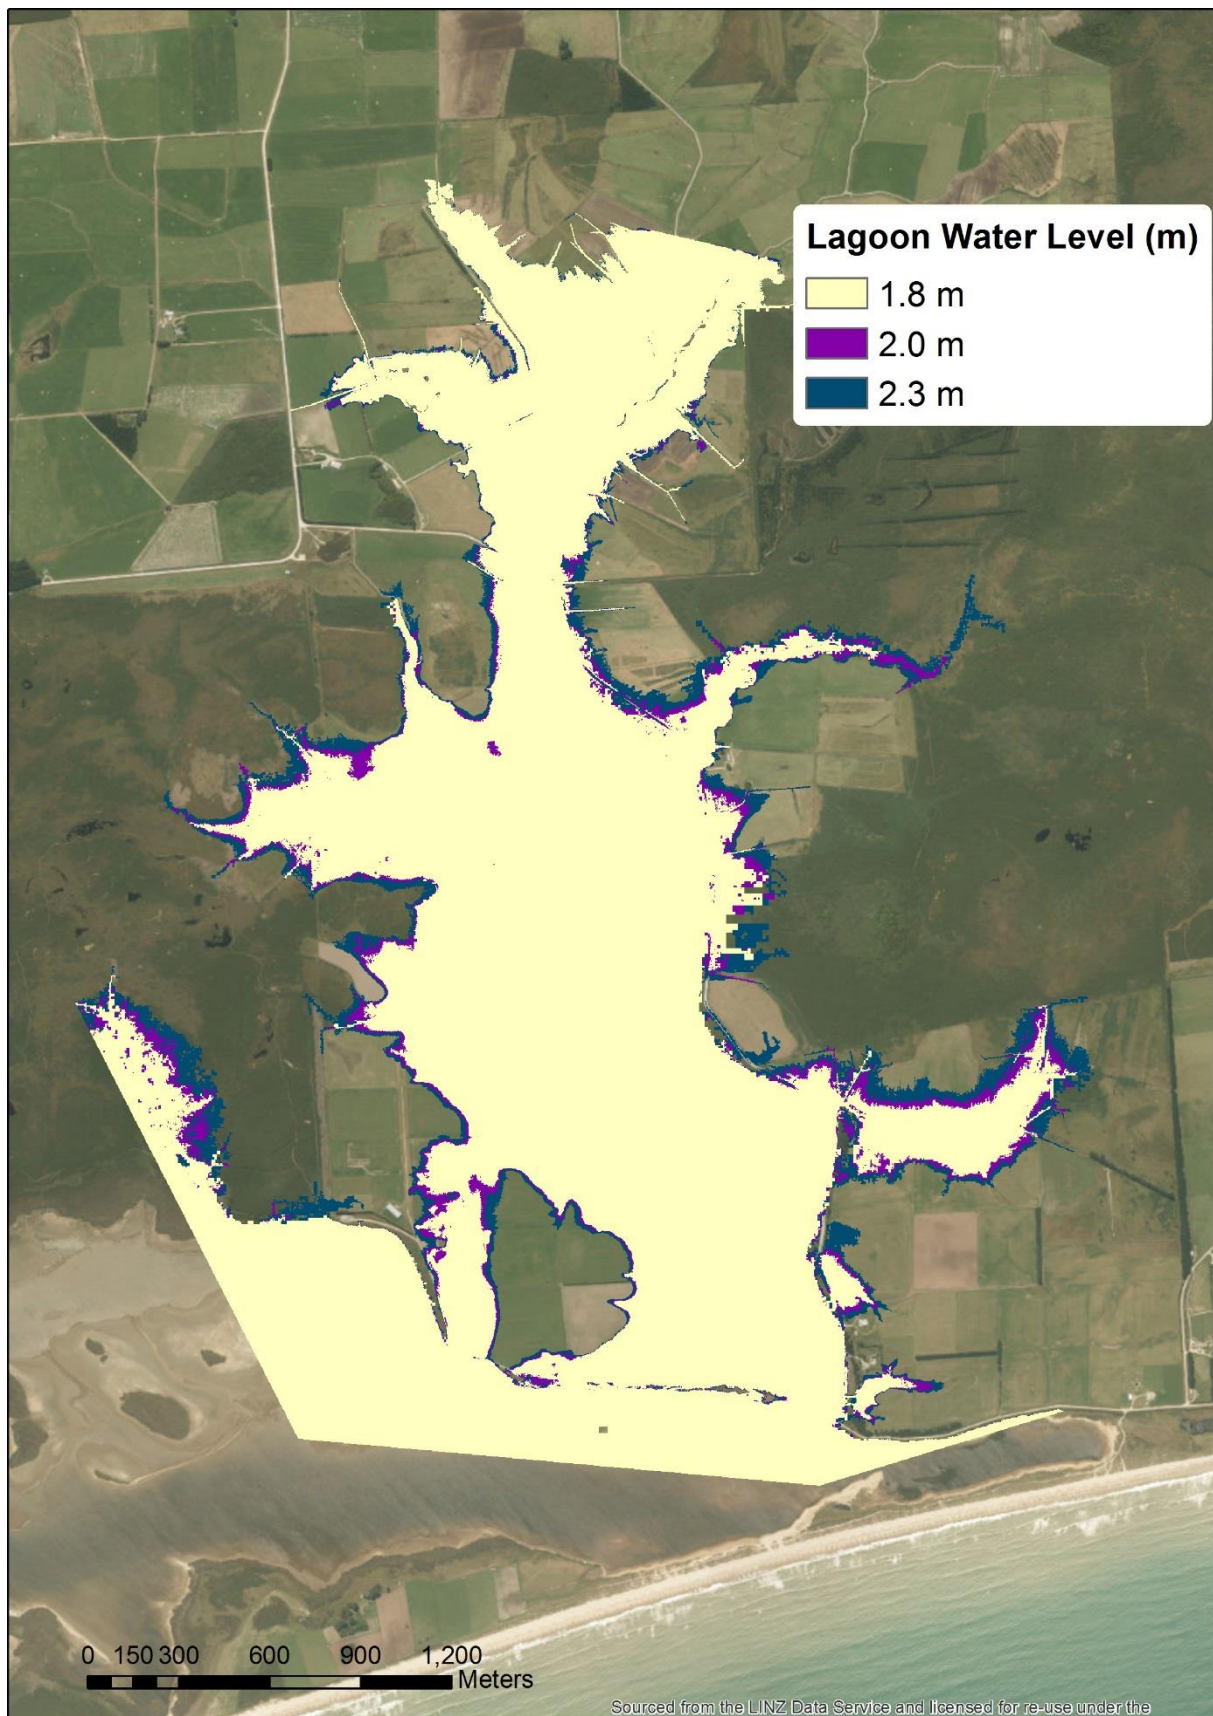 Lagoon Water Level (m)
1.8 m
2.0 m
2.3 m
0 150 300 600 900 1,200
Meters
Sourced from the LINZ Data Service and licensed for re-use under the